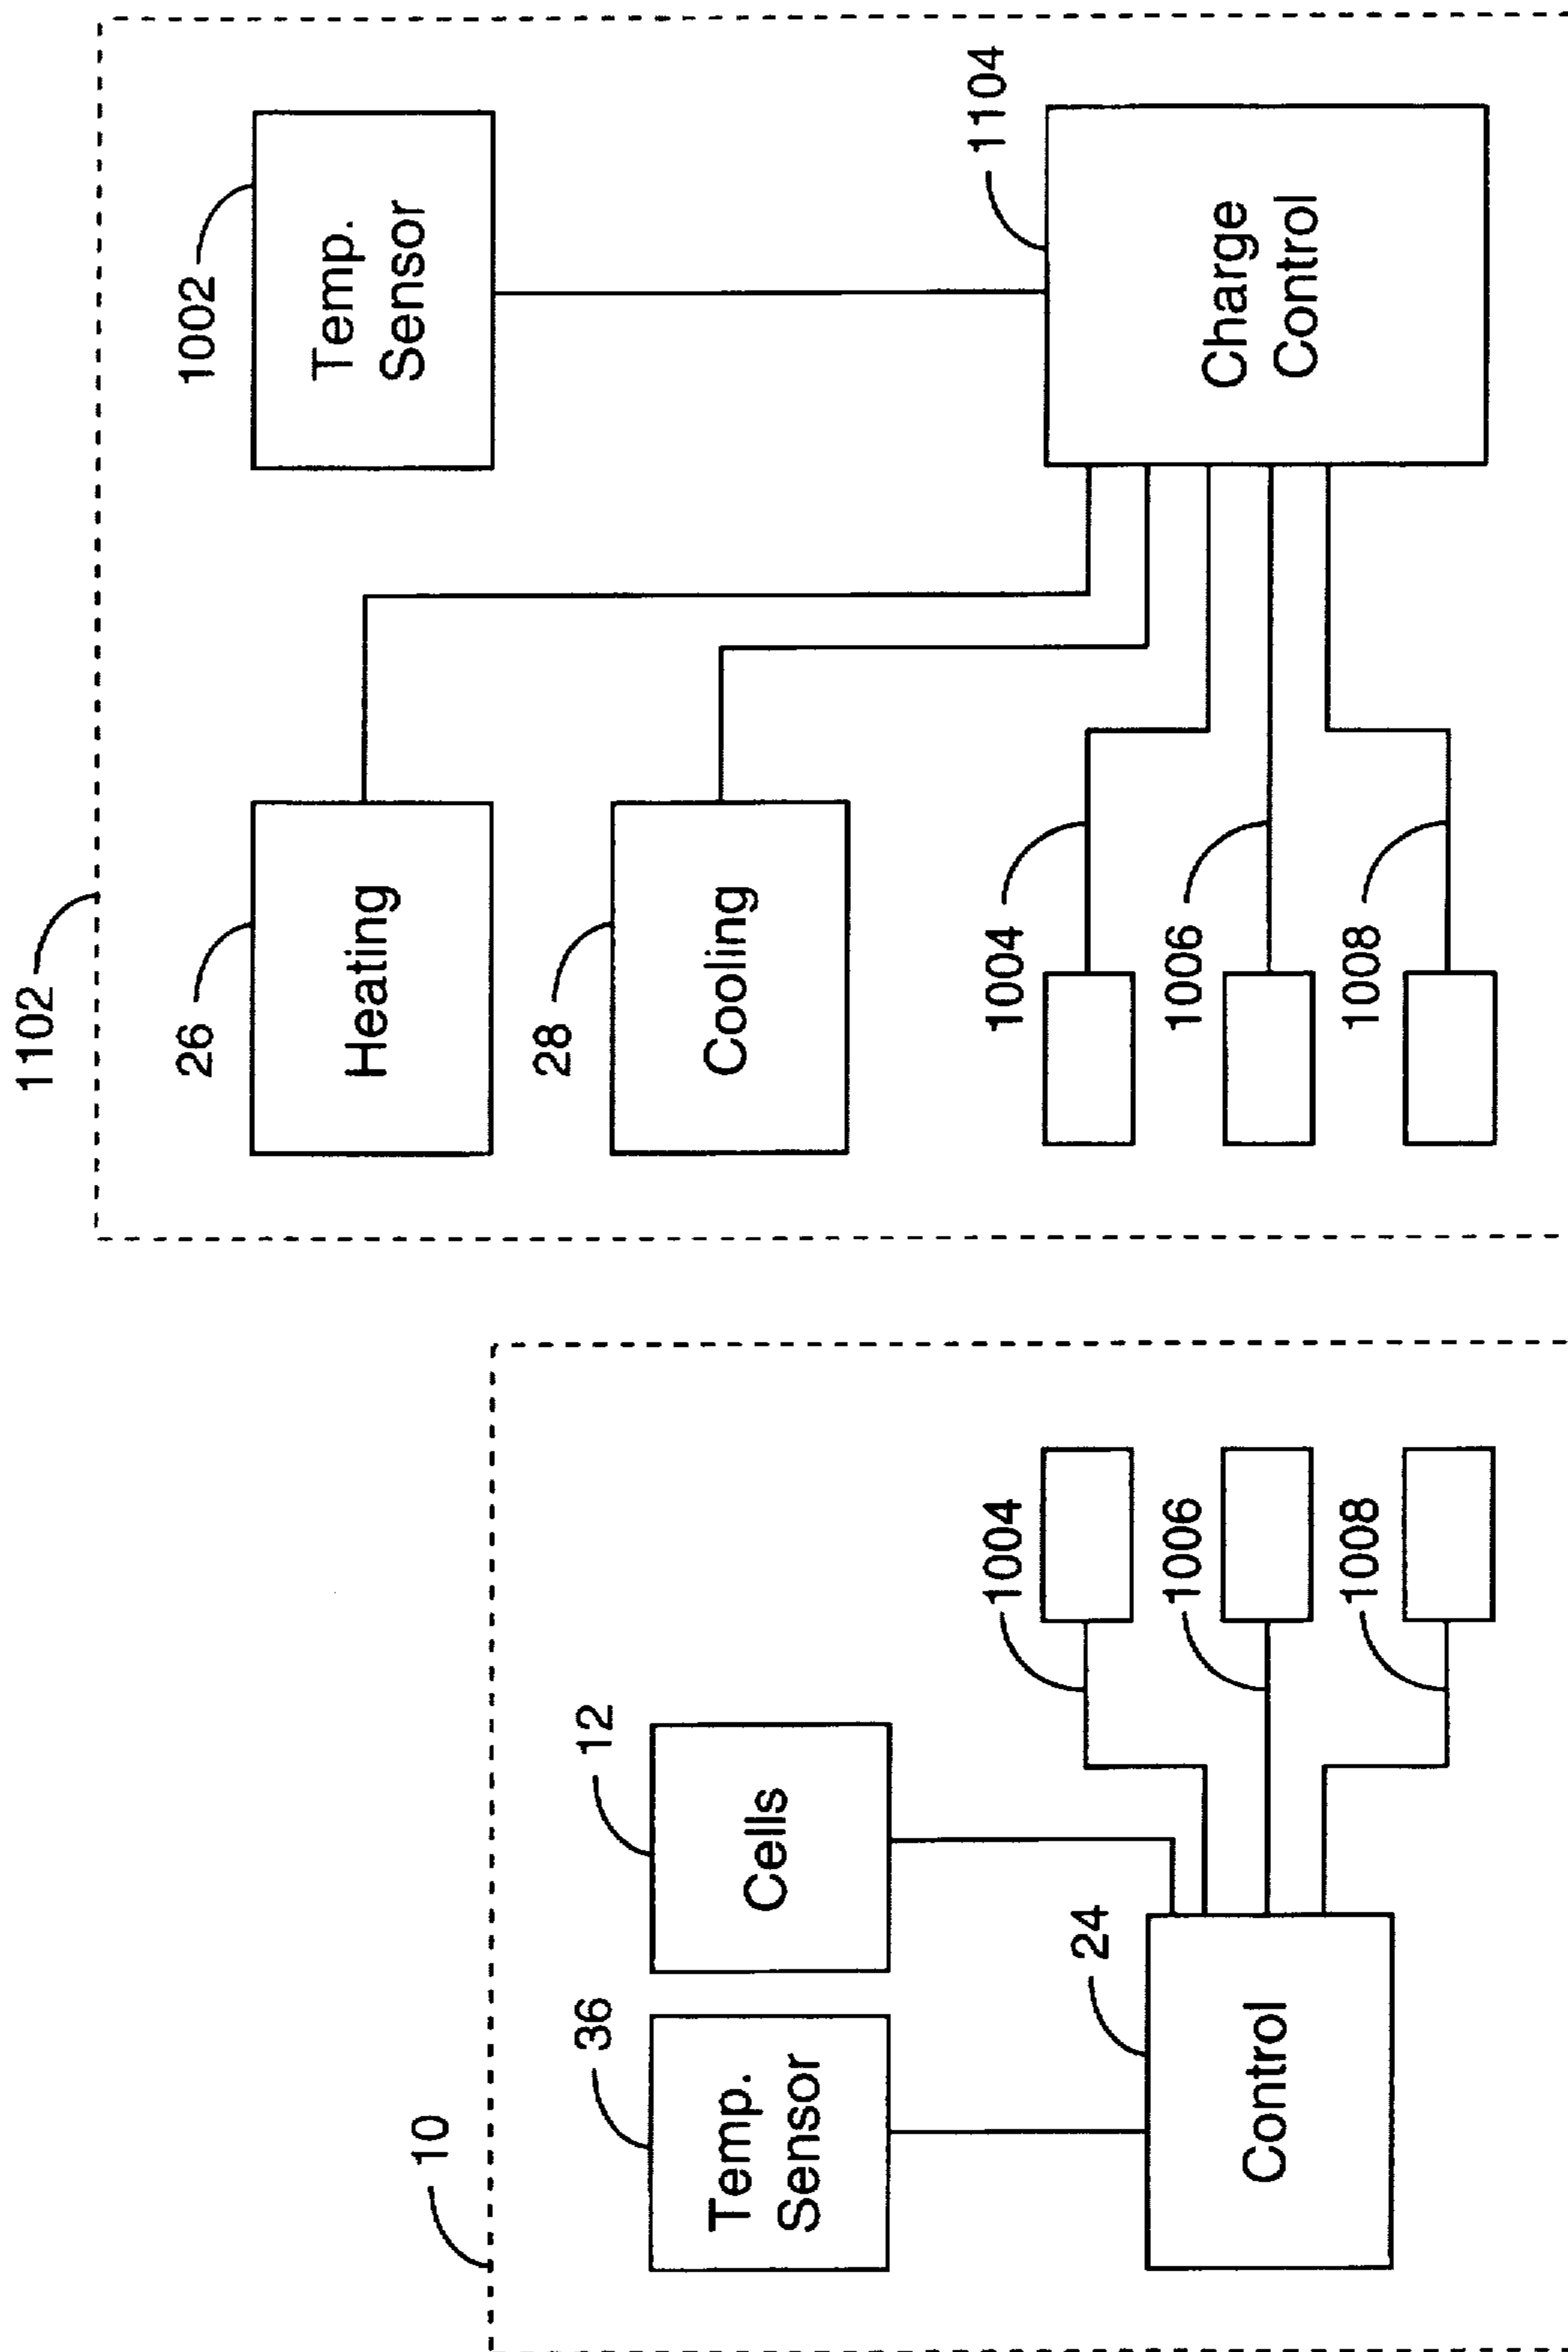 1102
1002
Temp.
Sensor
26
Heating
28
Cooling
1104
Charge
Control
1004
1006
1008
10
36
Temp.
Sensor
12
Cells
24
Control
1004
1006
1008